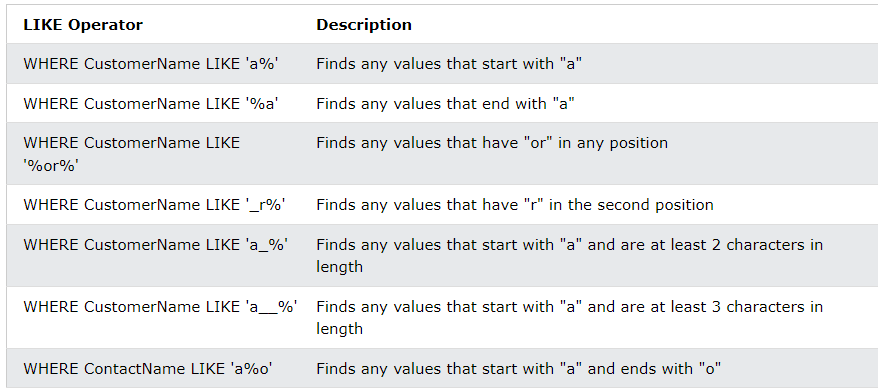 LIKE Operator Description
WHERE CustomerName LIKE 'a%' Finds any values that start with "a"
WHERE CustomerName LIKE '%a' Finds any values that end with "a"
WHERE CustomerName LIKE Finds any values that have "or" in any position
'%or%'
WHERE CustomerName LIKE '_r%' Finds any values that have "r" in the second position
WHERE CustomerName LIKE 'a_%' Finds any values that start with "a" and are at least 2 characters in
length
WHERE CustomerName LIKE 'a__%' Finds any values that start with "a" and are at least 3 characters in
length
WHERE ContactName LIKE 'a%o' Finds any values that start with "a" and ends with "o"